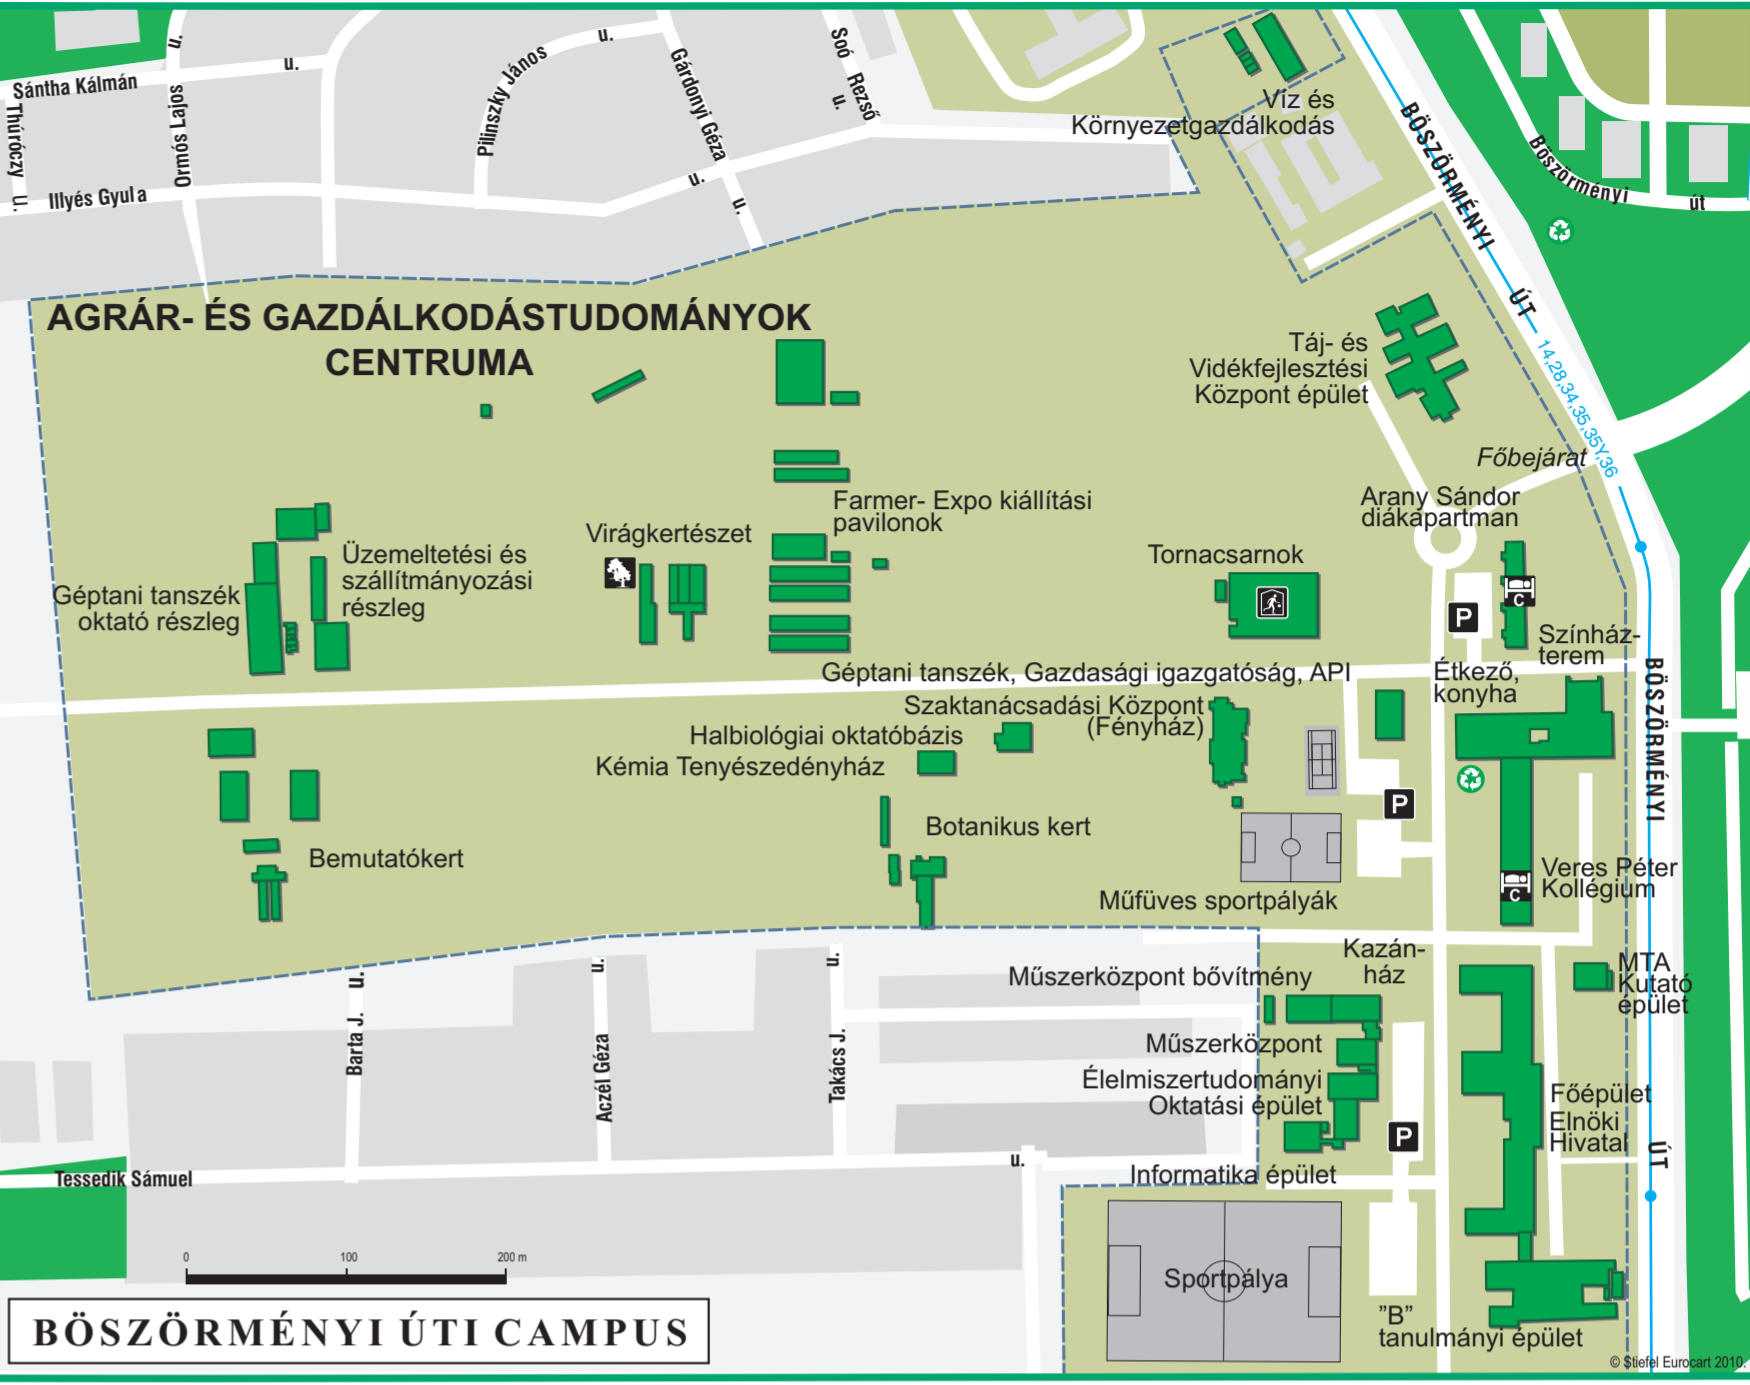 Sántha Kálmán
u.
Thúróczy
u.
Ormós Lajos
u.
Illyés Gyula
Pilinszky János
u.
Gárdonyi Géza
u.
u.
Soó Rezső
u.
Víz és
Környezetgazdálkodás
BÖSZÖRMÉNYI
ÚT
Böszörményi
út
14,28,34,35,35Y,36
AGRÁR- ÉS GAZDÁLKODÁSTUDOMÁNYOK
CENTRUMA
Táj- és
Vidékfejlesztési
Központ épület
Főbejárat
Arany Sándor
diákapartman
Farmer- Expo kiállítási
pavilonok
Virágkertészet
Tornacsarnok
Üzemeltetési és
szállítmányozási
részleg
Géptani tanszék
oktató részleg
P
C
Színház-
terem
Géptani tanszék, Gazdasági igazgatóság, API
Étkező,
konyha
Szaktanácsadási Központ
(Fényház)
Halbiológiai oktatóbázis
Kémia Tenyészedényház
BÖSZÖRMÉNYI
P
Botanikus kert
Bemutatókert
Veres Péter
Kollégium
C
Műfüves sportpályák
Kazán-
ház
Műszerközpont bővítmény
MTA
Kutató
épület
Barta J.
u.
Aczél Géza
u.
Takács J.
u.
Műszerközpont
Élelmiszertudományi
Oktatási épület
P
Főépület
Elnöki
Hivatal
ÚT
Tessedik Sámuel
u.
Informatika épület
0 100 200 m
Sportpálya
"B"
tanulmányi épület
BÖSZÖRMÉNYI ÚTI CAMPUS
© Stiefel Eurocart 2010.